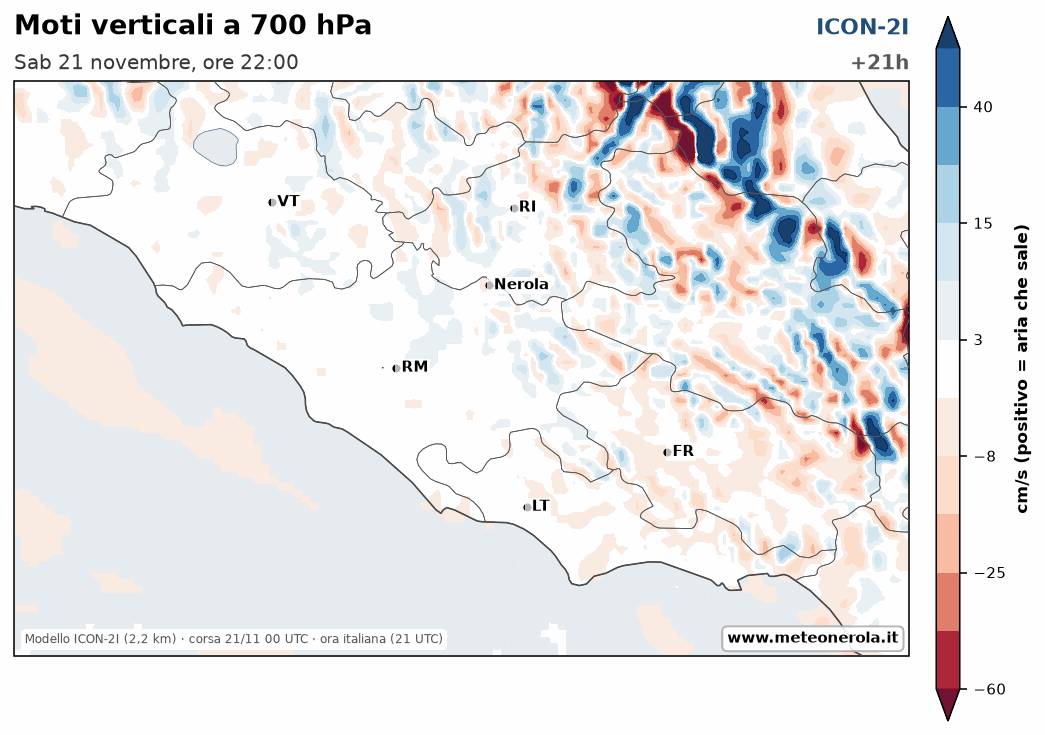 Moti verticali a 700 hPa
ICON-2I
Sab 21 novembre, ore 22:00
+21h
VT
RI
Nerola
RM
FR
LT
40
15
3
−8
−25
−60
cm/s (positivo = aria che sale)
Modello ICON-2I (2,2 km) · corsa 21/11 00 UTC · ora italiana (21 UTC)
www.meteonerola.it